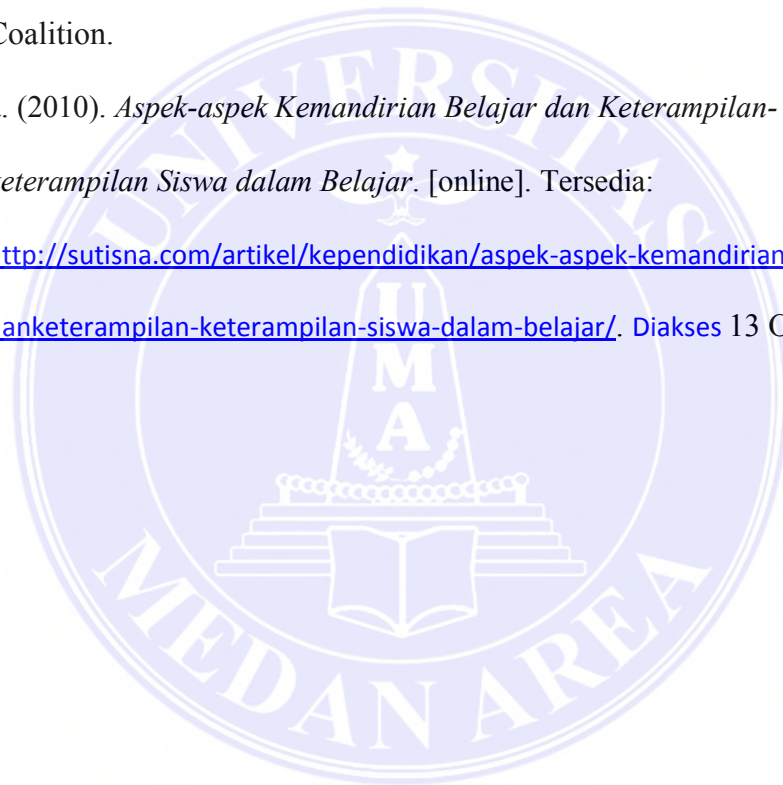 Coalition.
. (2010). Aspek-aspek Kemandirian Belajar dan Keterampilan-
eterampilan Siswa dalam Belajar. [online]. Tersedia:
ttp://sutisna.com/artikel/kependidikan/aspek-aspek-kemandirian
anketerampilan-keterampilan-siswa-dalam-belajar/. Diakses 13 O
UNIVERSITAS
UMA
MEDAN AREA